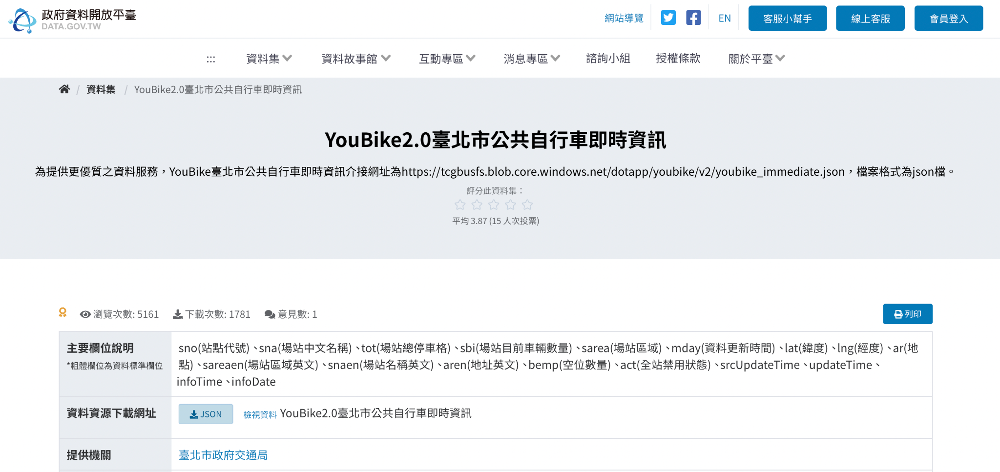 政府資料開放平臺
DATA.GOV.TW
網站導覽 EN 客服小幫手 線上客服 會員登入
::: 資料集 資料故事館 互動專區 消息專區 諮詢小組 授權條款 關於平臺
/ 資料集 / YouBike2.0臺北市公共自行車即時資訊
YouBike2.0臺北市公共自行車即時資訊
為提供更優質之資料服務，YouBike臺北市公共自行車即時資訊介接網址為https://tcgbusfs.blob.core.windows.net/dotapp/youbike/v2/youbike_immediate.json，檔案格式為json檔。
評分此資料集：
平均 3.87 (15 人次投票)
瀏覽次數: 5161 下載次數: 1781 意見數: 1 列印
主要欄位說明
*粗體欄位為資料標準欄位
sno(站點代號)、sna(場站中文名稱)、tot(場站總停車格)、sbi(場站目前車輛數量)、sarea(場站區域)、mday(資料更新時間)、lat(緯度)、lng(經度)、ar(地
點)、sareaen(場站區域英文)、snaen(場站名稱英文)、aren(地址英文)、bemp(空位數量)、act(全站禁用狀態)、srcUpdateTime、updateTime、
infoTime、infoDate
資料資源下載網址 JSON 檢視資料 YouBike2.0臺北市公共自行車即時資訊
提供機關 臺北市政府交通局